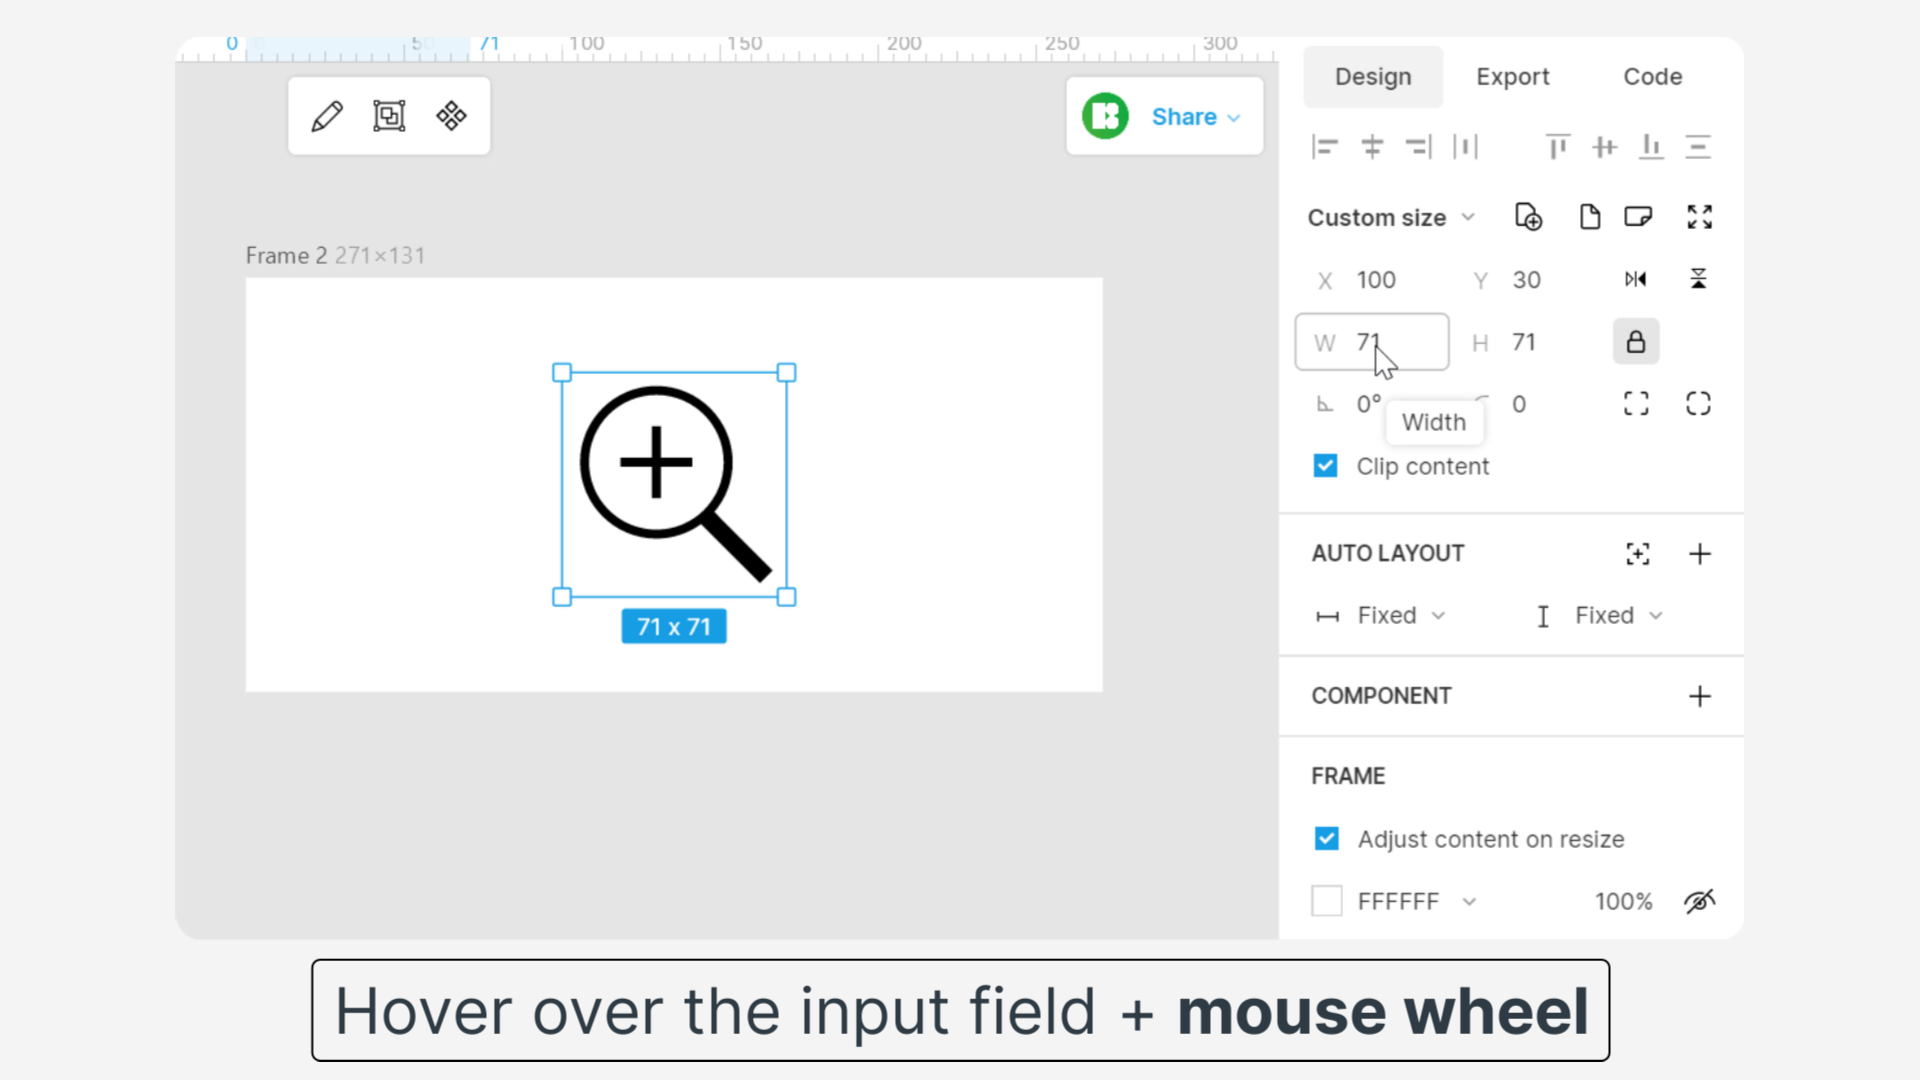 0 50 71 100 150 200 250 300
Design Export Code
Share
Custom size
Frame 2 271×131
X 100 Y 30
W 71 H 71
0° 0
Width
Clip content
AUTO LAYOUT
Fixed Fixed
71 x 71
COMPONENT
FRAME
Adjust content on resize
FFFFFF 100%
Hover over the input field + mouse wheel